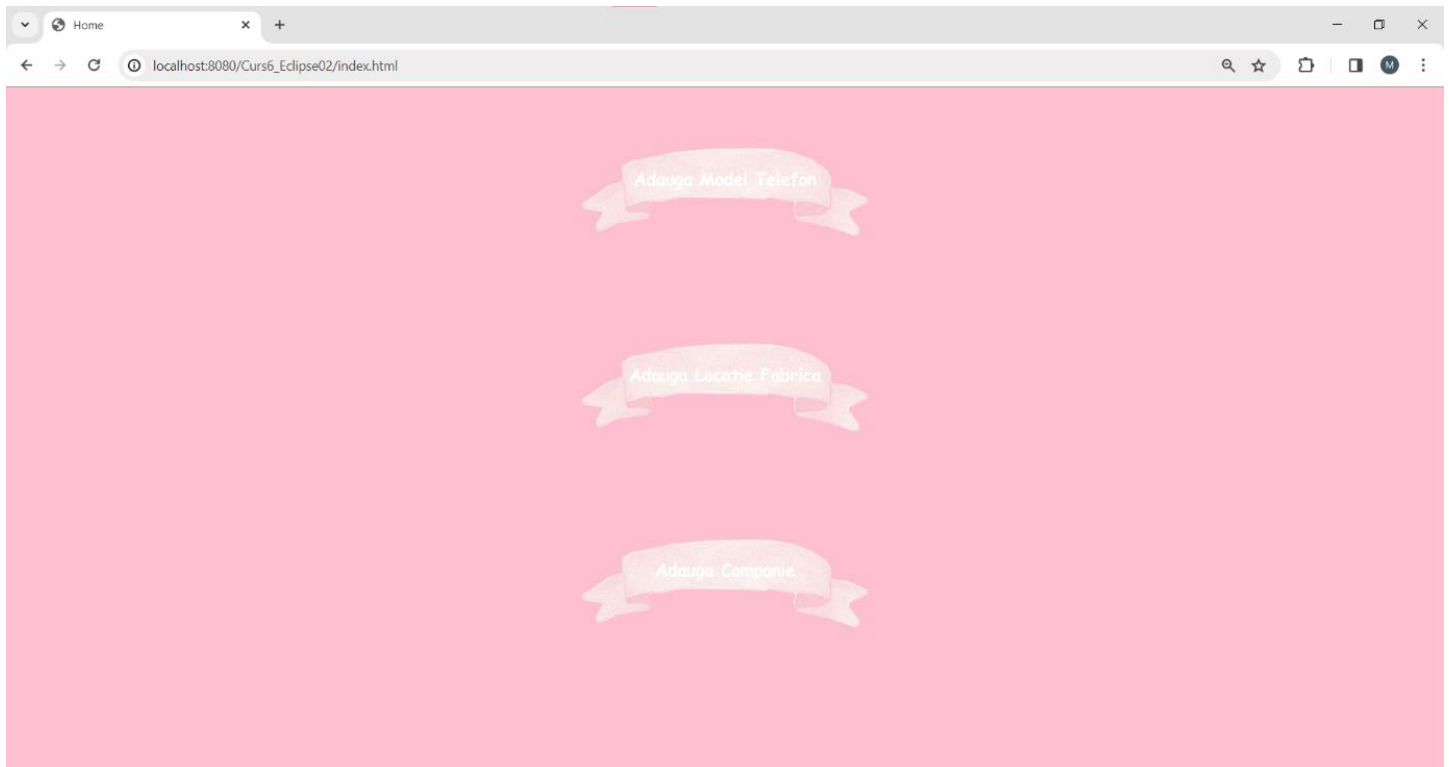 Home
localhost:8080/Curs6_Eclipse02/index.html
M
Adauga Model Telefon
Adauga Locatie Fabrica
Adauga Companie